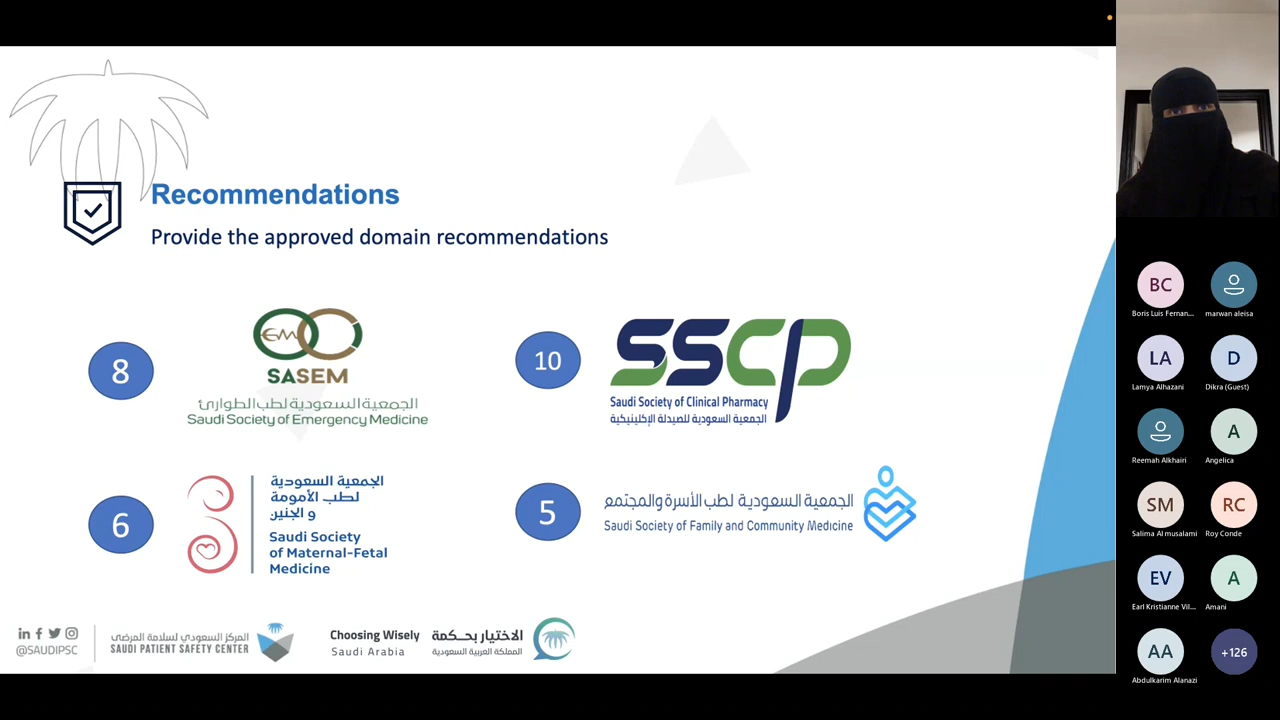 Recommendations
Provide the approved domain recommendations
8
EM
SASEM
الجمعية السعودية لطب الطوارئ
Saudi Society of Emergency Medicine
10
SSCP
Saudi Society of Clinical Pharmacy
الجمعية السعودية للصيدلة الإكلينيكية
6
الجمعية السعودية
لطب الأمومة
و الجنين
Saudi Society
of Maternal-Fetal
Medicine
5
الجمعية السعودية لطب الأسرة والمجتمع
Saudi Society of Family and Community Medicine
@SAUDIPSC
المركز السعودي لسلامة المرضى
SAUDI PATIENT SAFETY CENTER
Choosing Wisely
Saudi Arabia
الاختيار بحكمة
المملكة العربية السعودية
BC
Boris Luis Fernan...
marwan aleisa
LA
Lamya Alhazani
D
Dikra (Guest)
Reemah Alkhairi
A
Angelica
SM
Salima Al musalami
RC
Roy Conde
EV
Earl Kristianne Vil...
A
Amani
AA
Abdulkarim Alanazi
+126